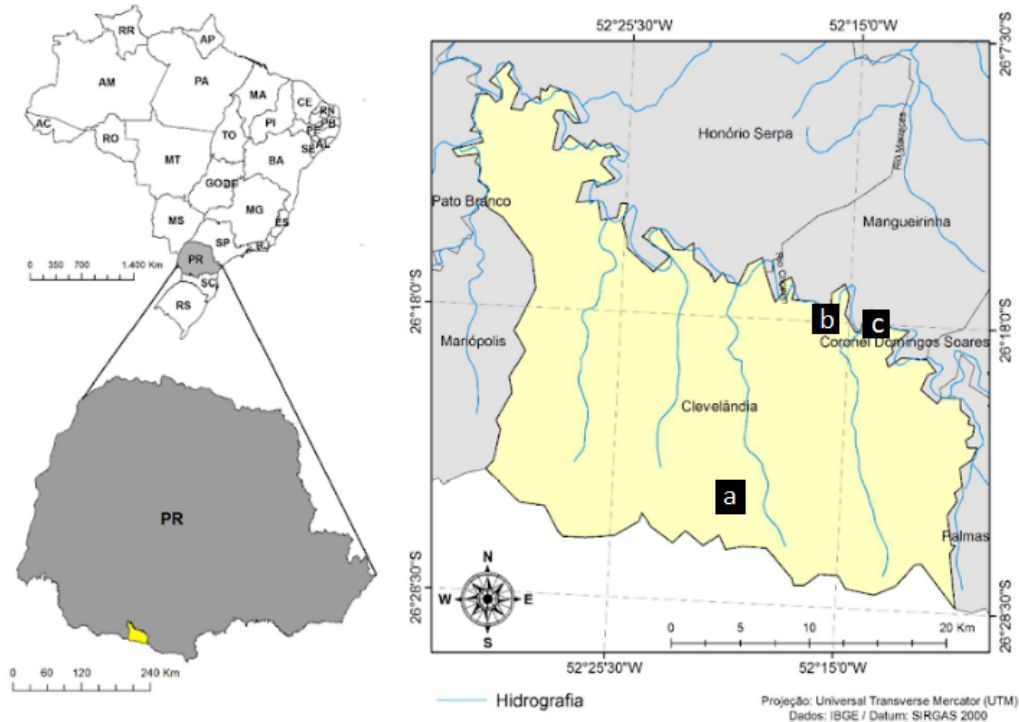 RR
AP
AM
PA
MA
CE
RN
PB
PE
AL
SE
PI
AC
RO
TO
BA
MT
GO
DF
MG
ES
MS
SP
RJ
PR
SC
RS
0 350 700 1.400 Km
PR
0 60 120 240 Km
52°25'30"W
52°15'0"W
26°7'30"S
26°18'0"S
26°18'0"S
26°28'30"S
26°28'30"S
Honório Serpa
Rio Marrecas
Pato Branco
Mangueirinha
Mariópolis
b
c
Coronel Domingos Soares
Clevelândia
a
Palmas
N
W
E
S
0 5 10 20 Km
52°25'30"W
52°15'0"W
Hidrografia
Projeção: Universal Transverse Mercator (UTM)
Dados: IBGE / Datum: SIRGAS 2000